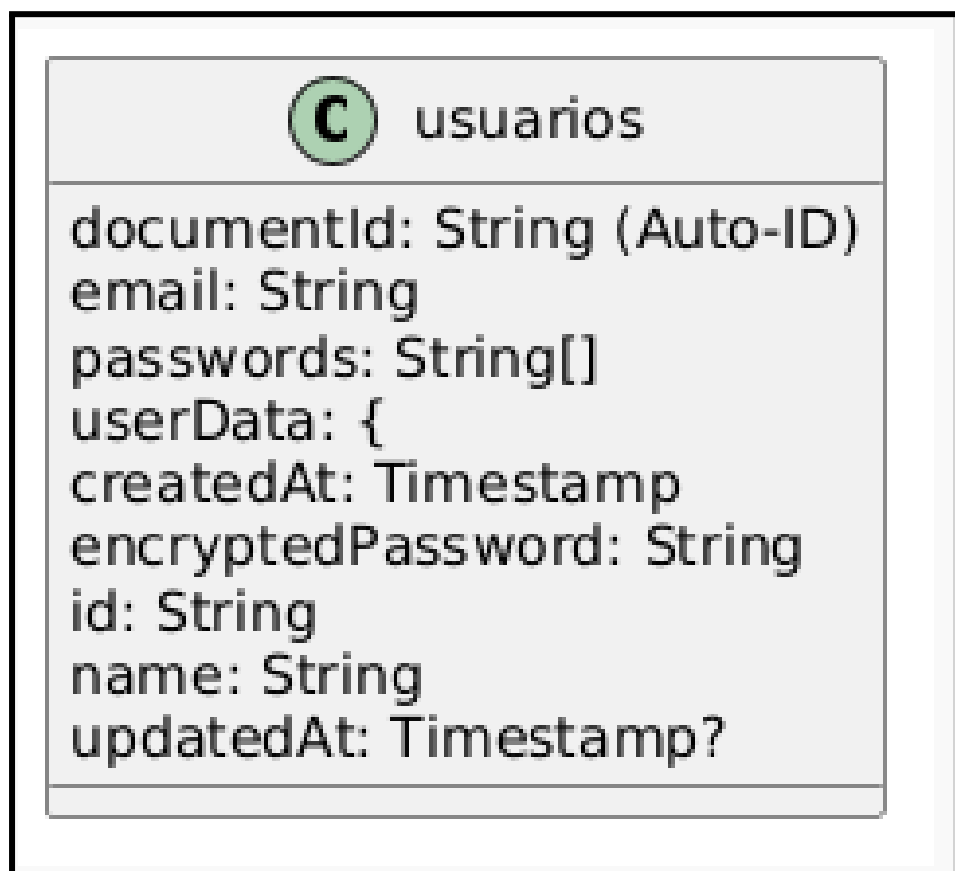 C usuarios
documentId: String (Auto-ID)
email: String
passwords: String[]
userData: {
createdAt: Timestamp
encryptedPassword: String
id: String
name: String
updatedAt: Timestamp?